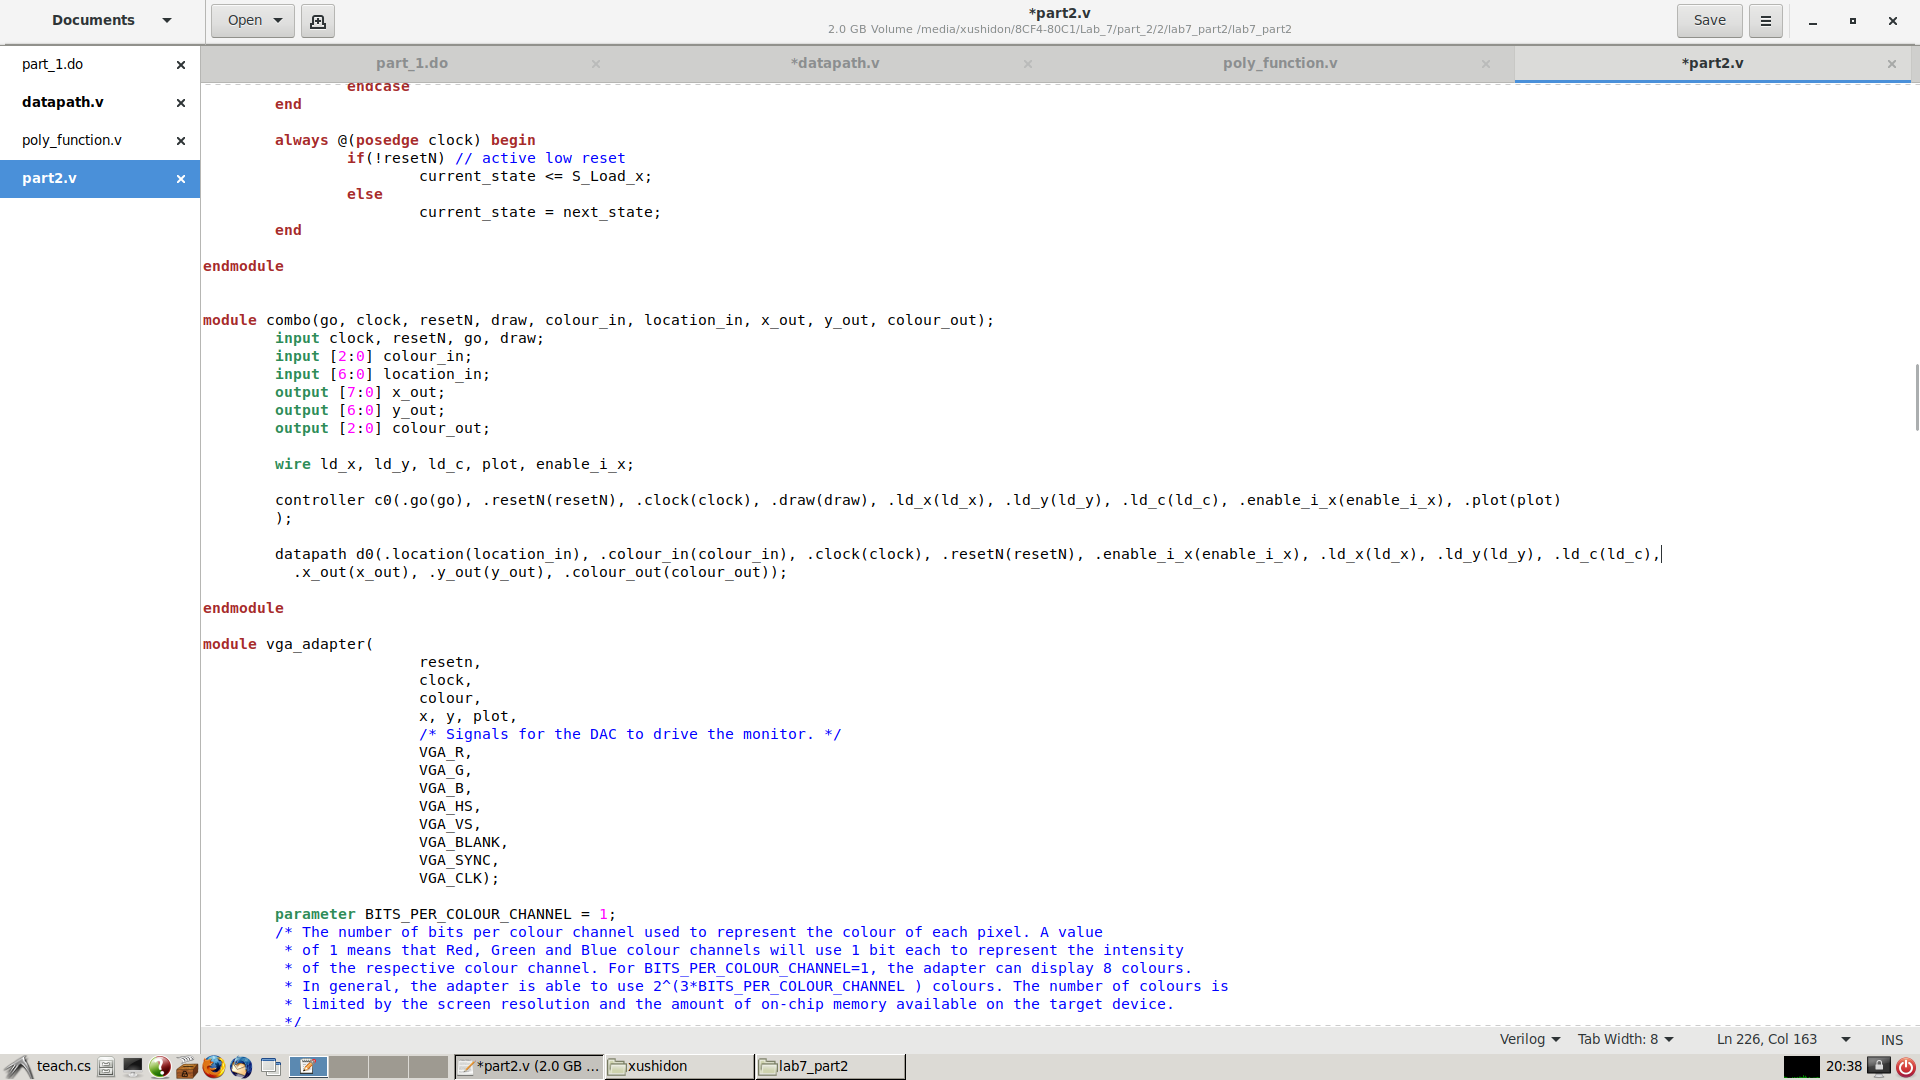 Documents
Open
*part2.v
2.0 GB Volume /media/xushidon/8CF4-80C1/Lab_7/part_2/2/lab7_part2/lab7_part2
Save
part_1.do
datapath.v
poly_function.v
part2.v
part_1.do
*datapath.v
poly_function.v
*part2.v
endcase
end
always @(posedge clock) begin
if(!resetN) // active low reset
current_state <= S_Load_x;
else
current_state = next_state;
end
endmodule
module combo(go, clock, resetN, draw, colour_in, location_in, x_out, y_out, colour_out);
input clock, resetN, go, draw;
input [2:0] colour_in;
input [6:0] location_in;
output [7:0] x_out;
output [6:0] y_out;
output [2:0] colour_out;
wire ld_x, ld_y, ld_c, plot, enable_i_x;
controller c0(.go(go), .resetN(resetN), .clock(clock), .draw(draw), .ld_x(ld_x), .ld_y(ld_y), .ld_c(ld_c), .enable_i_x(enable_i_x), .plot(plot)
);
datapath d0(.location(location_in), .colour_in(colour_in), .clock(clock), .resetN(resetN), .enable_i_x(enable_i_x), .ld_x(ld_x), .ld_y(ld_y), .ld_c(ld_c),
.x_out(x_out), .y_out(y_out), .colour_out(colour_out));
endmodule
module vga_adapter(
resetn,
clock,
colour,
x, y, plot,
/* Signals for the DAC to drive the monitor. */
VGA_R,
VGA_G,
VGA_B,
VGA_HS,
VGA_VS,
VGA_BLANK,
VGA_SYNC,
VGA_CLK);
parameter BITS_PER_COLOUR_CHANNEL = 1;
/* The number of bits per colour channel used to represent the colour of each pixel. A value
* of 1 means that Red, Green and Blue colour channels will use 1 bit each to represent the intensity
* of the respective colour channel. For BITS_PER_COLOUR_CHANNEL=1, the adapter can display 8 colours.
* In general, the adapter is able to use 2^(3*BITS_PER_COLOUR_CHANNEL ) colours. The number of colours is
* limited by the screen resolution and the amount of on-chip memory available on the target device.
*/
Verilog
Tab Width: 8
Ln 226, Col 163
INS
teach.cs
*part2.v (2.0 GB ...
xushidon
lab7_part2
20:38